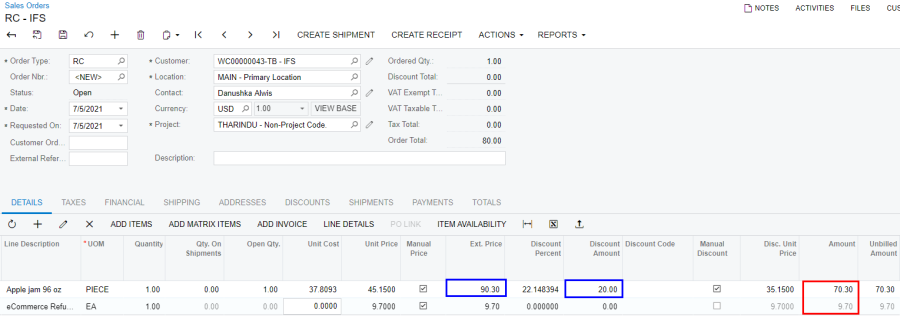 Sales Orders
RC - IFS
NOTES ACTIVITIES FILES CUS
CREATE SHIPMENT CREATE RECEIPT ACTIONS REPORTS
* Order Type: RC * Customer: WC00000043-TB - IFS Ordered Qty.: 1.00
Order Nbr.: <NEW> * Location: MAIN - Primary Location Discount Total: 0.00
Status: Open Contact: Danushka Alwis VAT Exempt T... 0.00
* Date: 7/5/2021 Currency: USD 1.00 VIEW BASE VAT Taxable T... 0.00
* Requested On: 7/5/2021 * Project: THARINDU - Non-Project Code. Tax Total: 0.00
Customer Ord... Order Total: 80.00
External Refer... Description:
DETAILS TAXES FINANCIAL SHIPPING ADDRESSES DISCOUNTS SHIPMENTS PAYMENTS TOTALS
ADD ITEMS ADD MATRIX ITEMS ADD INVOICE LINE DETAILS PO LINK ITEM AVAILABILITY
Line Description * UOM Quantity Qty. On Shipments Open Qty. Unit Cost Unit Price Manual Price Ext. Price Discount Percent Discount Amount Discount Code Manual Discount Disc. Unit Price Amount Unbilled Amount
Apple jam 96 oz PIECE 1.00 0.00 1.00 37.8093 45.1500 90.30 22.148394 20.00 35.1500 70.30 70.30
eCommerce Refu... EA 1.00 0.00 0.00 0.0000 9.7000 9.70 0.000000 0.00 9.7000 9.70 9.70